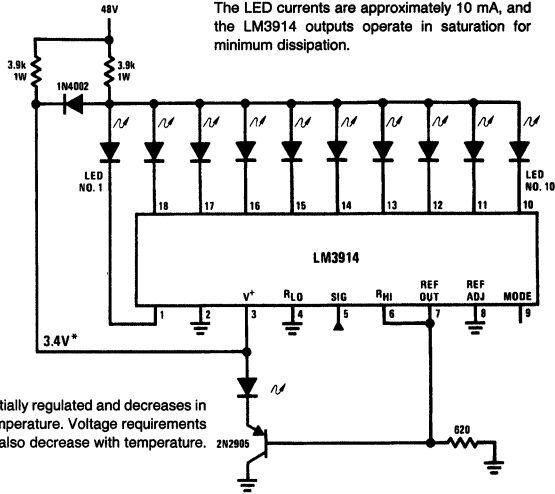 The LED currents are approximately 10 mA, and
the LM3914 outputs operate in saturation for
minimum dissipation.
48V
3.9k
1W
3.9k
1W
1N4002
LED
NO. 1
LED
NO. 10
18 17 16 15 14 13 12 11 10
LM3914
V+ RLO SIG RHI REF OUT REF ADJ MODE
1 2 3 4 5 6 7 8 9
3.4V*
tially regulated and decreases in
mperature. Voltage requirements
also decrease with temperature.
2N2905
620